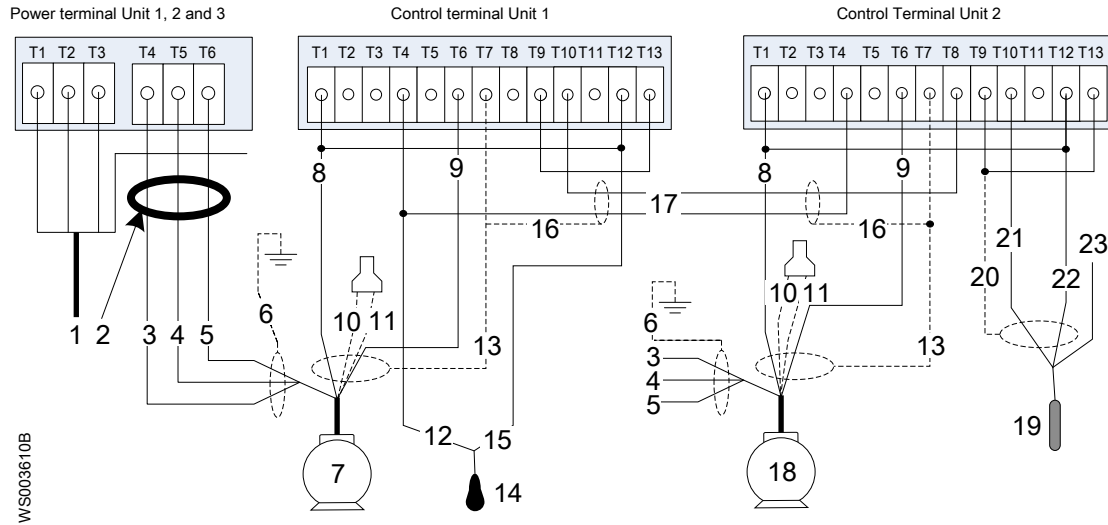 Power terminal Unit 1, 2 and 3
Control terminal Unit 1
Control Terminal Unit 2
T1 T2 T3 T4 T5 T6
T1 T2 T3 T4 T5 T6 T7 T8 T9 T10 T11 T12 T13
T1 T2 T3 T4 T5 T6 T7 T8 T9 T10 T11 T12 T13
8 9 8 9
17
16 16 21 23
20 22
6 10 11 10 11
6
1 2 3 4 5 13 13
3
4
5
12 15 19
7 14 18
WS003610B